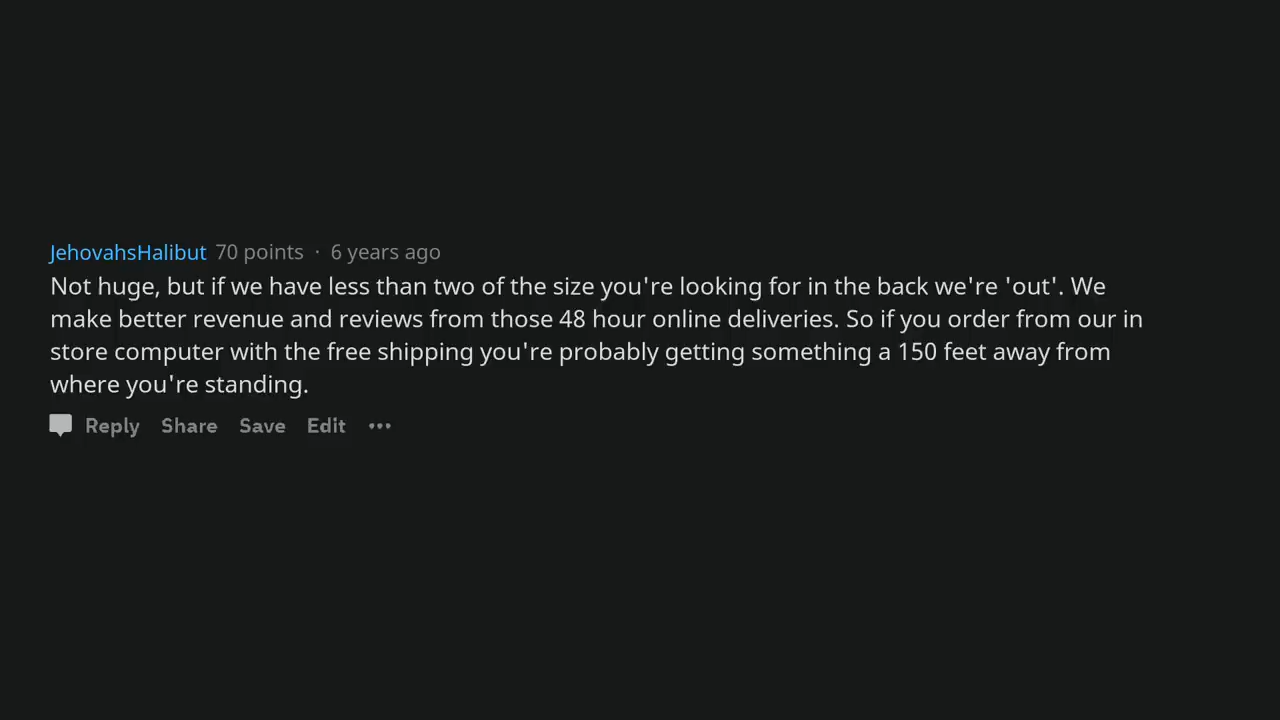 JehovahsHalibut 70 points · 6 years ago
Not huge, but if we have less than two of the size you're looking for in the back we're 'out'. We
make better revenue and reviews from those 48 hour online deliveries. So if you order from our in
store computer with the free shipping you're probably getting something a 150 feet away from
where you're standing.
Reply Share Save Edit •••